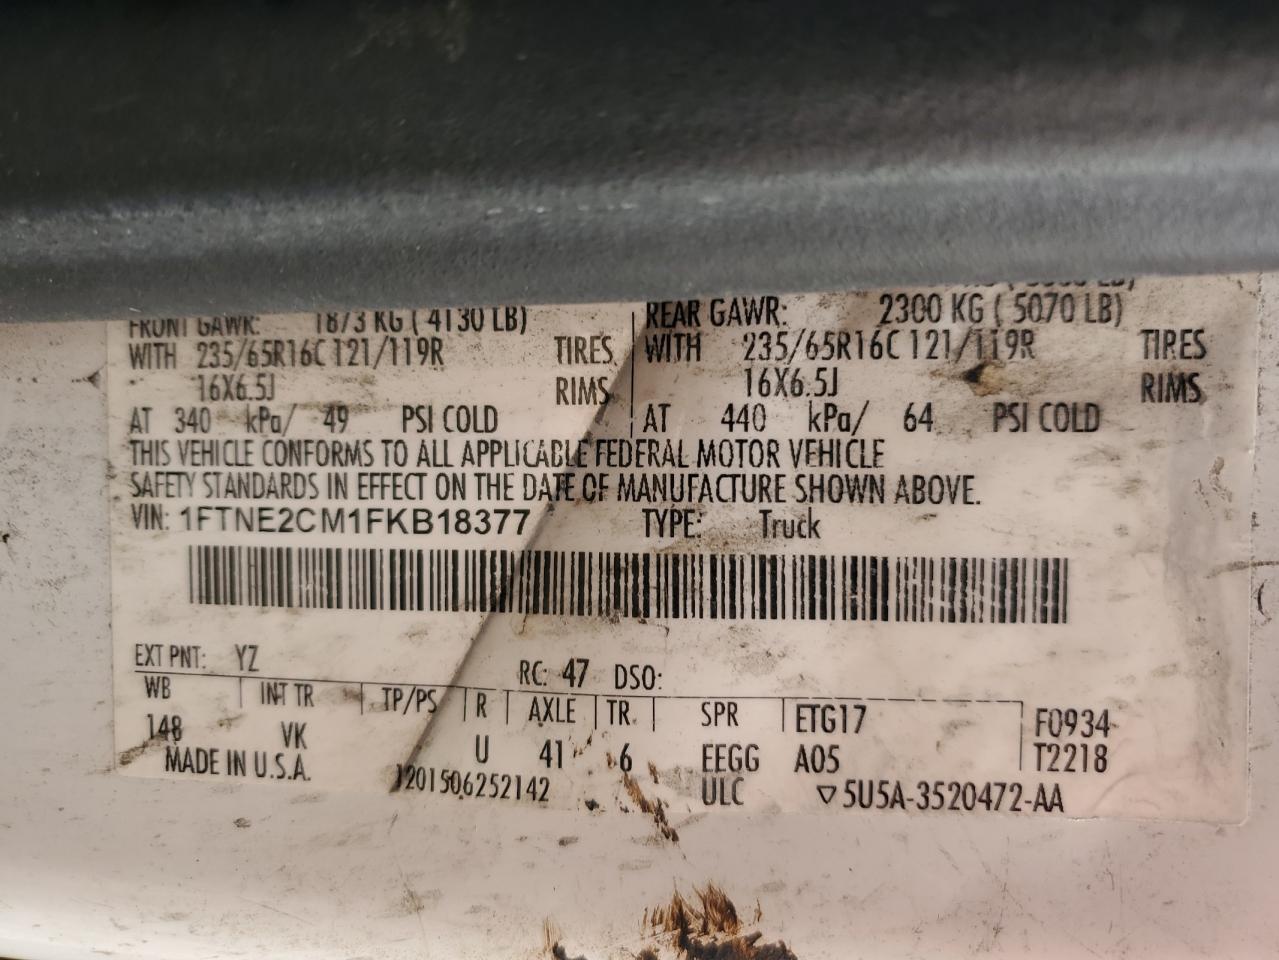 FRONT GAWR: 1873 KG ( 4130 LB) REAR GAWR: 2300 KG ( 5070 LB)
WITH 235/65R16C 121/119R TIRES WITH 235/65R16C 121/119R TIRES
16X6.5J RIMS 16X6.5J RIMS
AT 340 kPa/ 49 PSI COLD AT 440 kPa/ 64 PSI COLD
THIS VEHICLE CONFORMS TO ALL APPLICABLE FEDERAL MOTOR VEHICLE
SAFETY STANDARDS IN EFFECT ON THE DATE OF MANUFACTURE SHOWN ABOVE.
VIN: 1FTNE2CM1FKB18377 TYPE: Truck
EXT PNT: YZ RC: 47 DSO:
WB INT TR TP/PS R AXLE TR SPR ETG17 F0934
148 VK U 41 6 EEGG A05 T2218
MADE IN U.S.A. 1201506252142 ULC ▽5U5A-3520472-AA